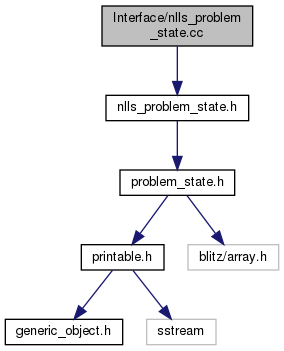 Interface/nlls_problem
_state.cc
nlls_problem_state.h
problem_state.h
printable.h
blitz/array.h
generic_object.h
sstream